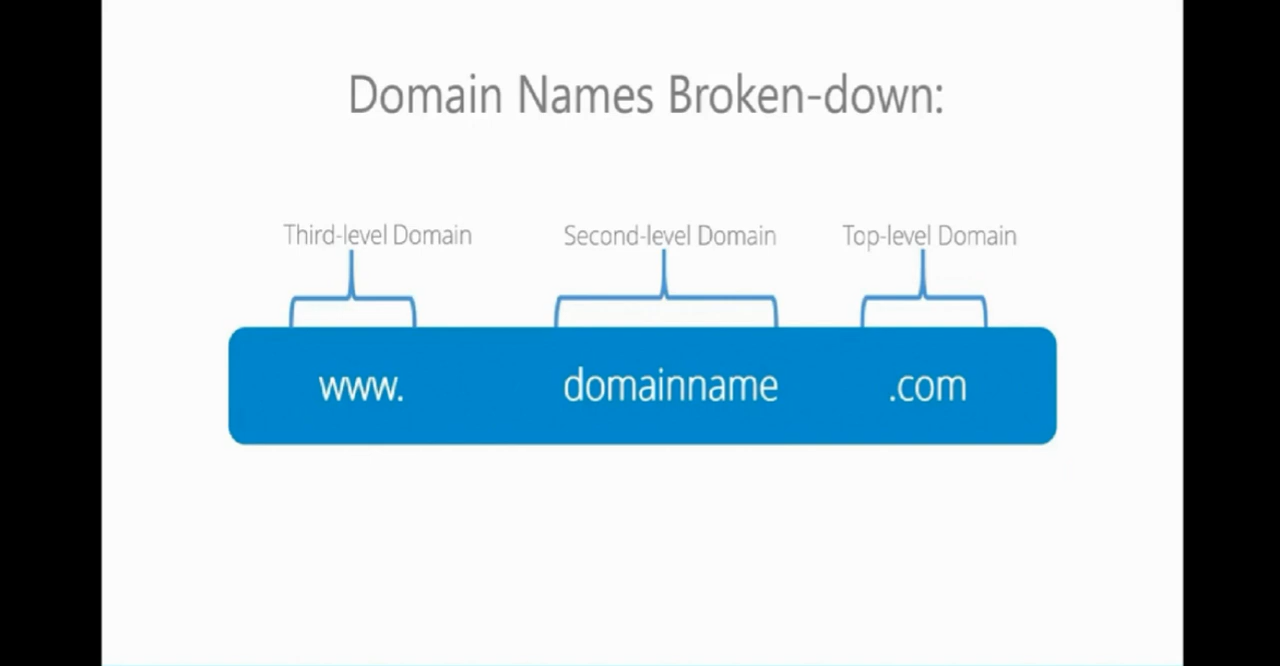 Domain Names Broken-down:
Third-level Domain Second-level Domain Top-level Domain
www. domainname .com